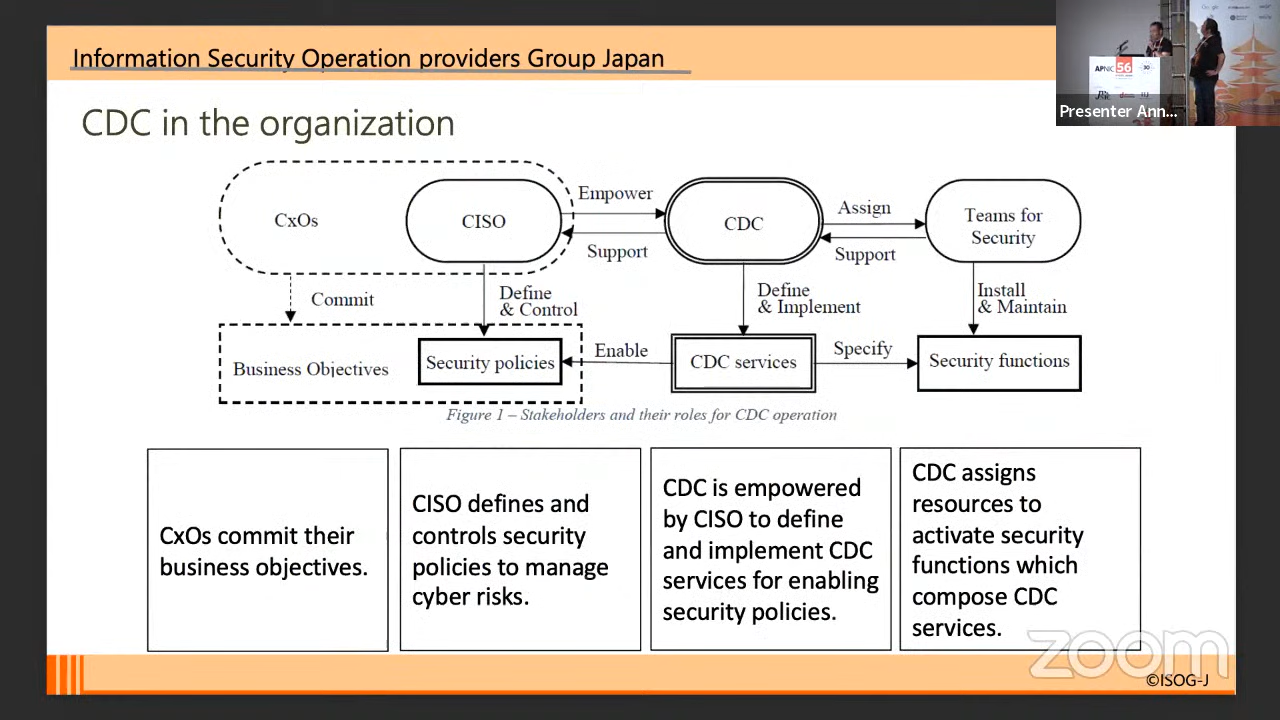 Information Security Operation providers Group Japan
CDC in the organization
CxOs
CISO
Empower
Support
CDC
Assign
Support
Teams for
Security
Commit
Define
& Control
Define
& Implement
Install
& Maintain
Business Objectives
Security policies
Enable
CDC services
Specify
Security functions
Figure 1 – Stakeholders and their roles for CDC operation
CxOs commit their
business objectives.
CISO defines and
controls security
policies to manage
cyber risks.
CDC is empowered
by CISO to define
and implement CDC
services for enabling
security policies.
CDC assigns
resources to
activate security
functions which
compose CDC
services.
©ISOG-J
zoom
APNIC 56
Presenter Ann...